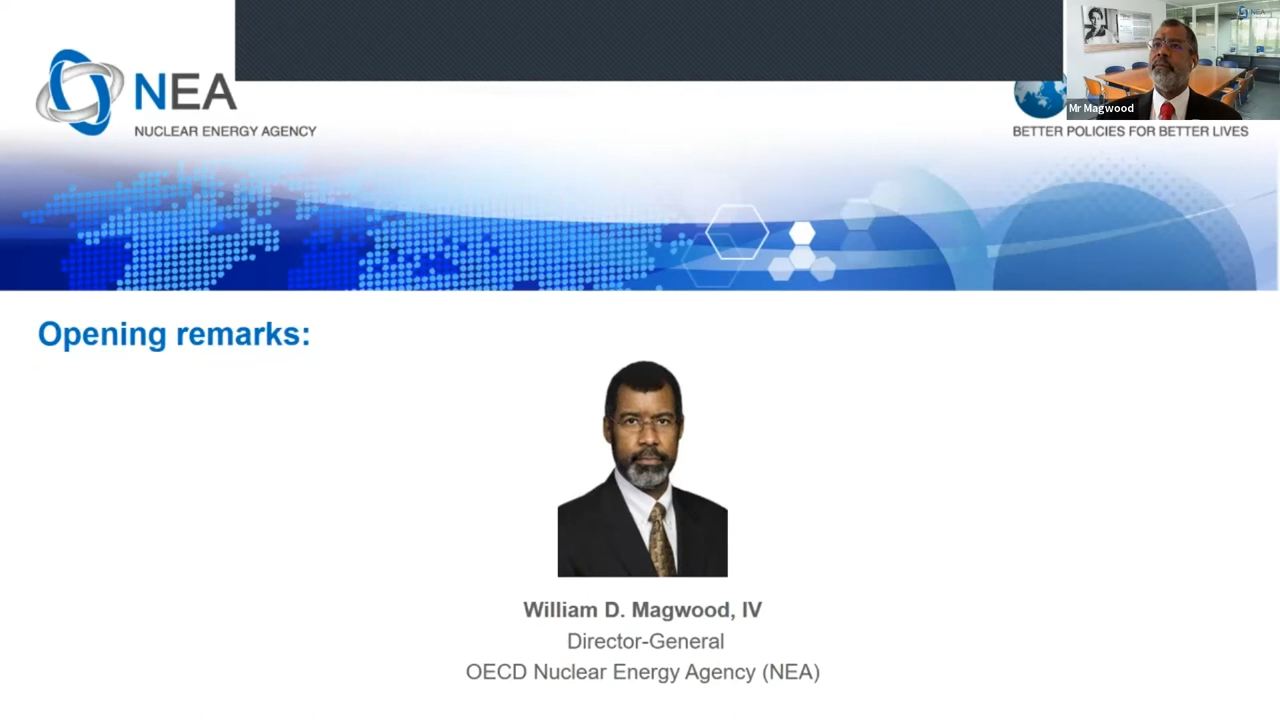 NEA
NUCLEAR ENERGY AGENCY
NEA
Mr Magwood
BETTER POLICIES FOR BETTER LIVES
Opening remarks:
William D. Magwood, IV
Director-General
OECD Nuclear Energy Agency (NEA)